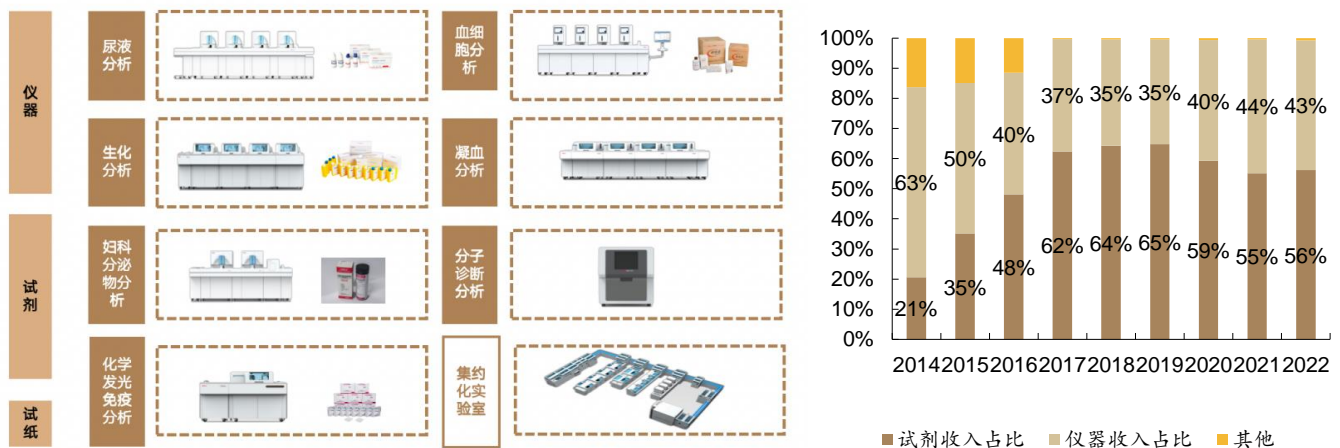 仪器
试剂
试纸
尿液
分析
血细
胞分
析
生化
分析
凝血
分析
妇科
分泌
物分
析
分子
诊断
分析
化学
发光
免疫
分析
集约
化实
验室
100%
90%
80%
70%
60%
50%
40%
30%
20%
10%
0%
63%
50%
40%
37%
35%
35%
40%
44%
43%
21%
35%
48%
62%
64%
65%
59%
55%
56%
2014 2015 2016 2017 2018 2019 2020 2021 2022
试剂收入占比 仪器收入占比 其他